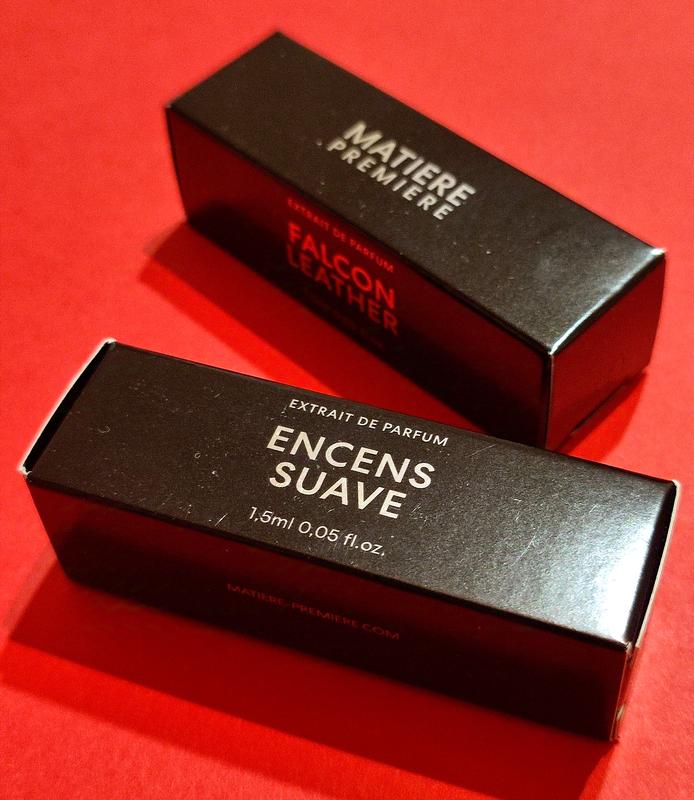 MATIERE
PREMIERE
EXTRAIT DE PARFUM
FALCON
LEATHER
EXTRAIT DE PARFUM
ENCENS
SUAVE
1,5ml 0,05 fl.oz.
MATIERE-PREMIERE.COM